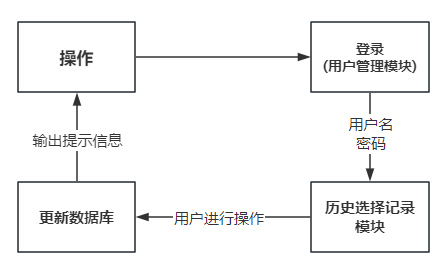 操作
登录
(用户管理模块)
用户名
密码
输出提示信息
更新数据库
用户进行操作
历史选择记录
模块